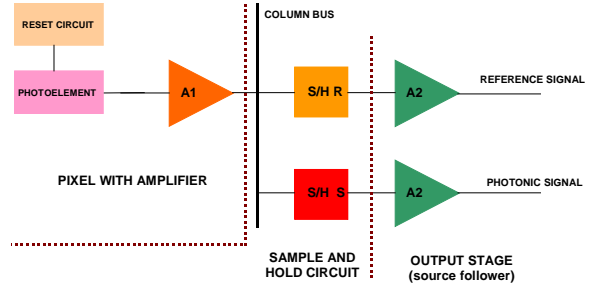 RESET CIRCUIT
PHOTOELEMENT
A1
COLUMN BUS
S/H R
A2
REFERENCE SIGNAL
S/H S
A2
PHOTONIC SIGNAL
PIXEL WITH AMPLIFIER
SAMPLE AND
HOLD CIRCUIT
OUTPUT STAGE
(source follower)